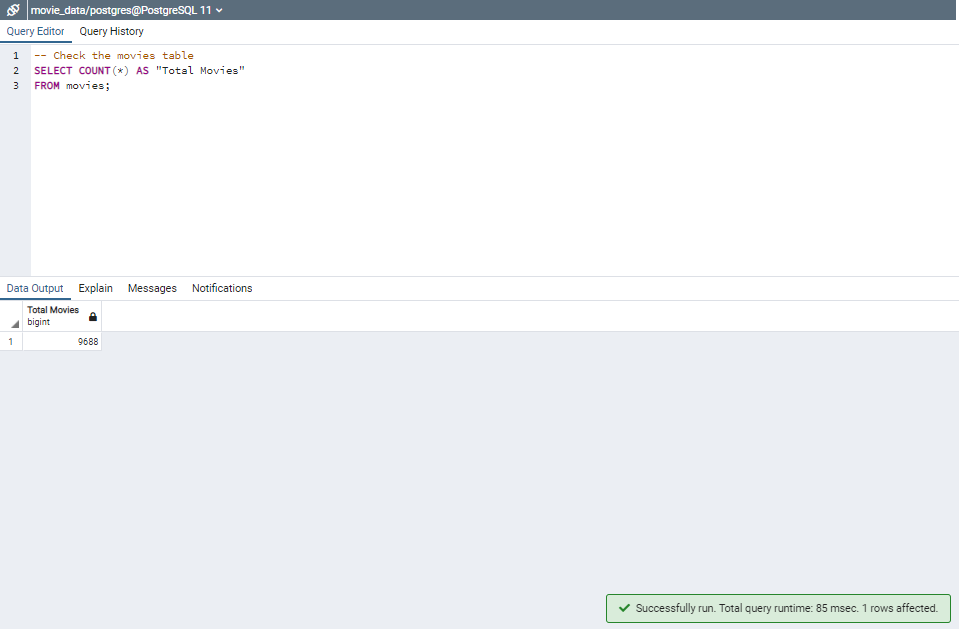 movie_data/postgres@PostgreSQL 11
Query Editor Query History
1 -- Check the movies table
2 SELECT COUNT(*) AS "Total Movies"
3 FROM movies;
Data Output Explain Messages Notifications
Total Movies
bigint
1 9688
Successfully run. Total query runtime: 85 msec. 1 rows affected.